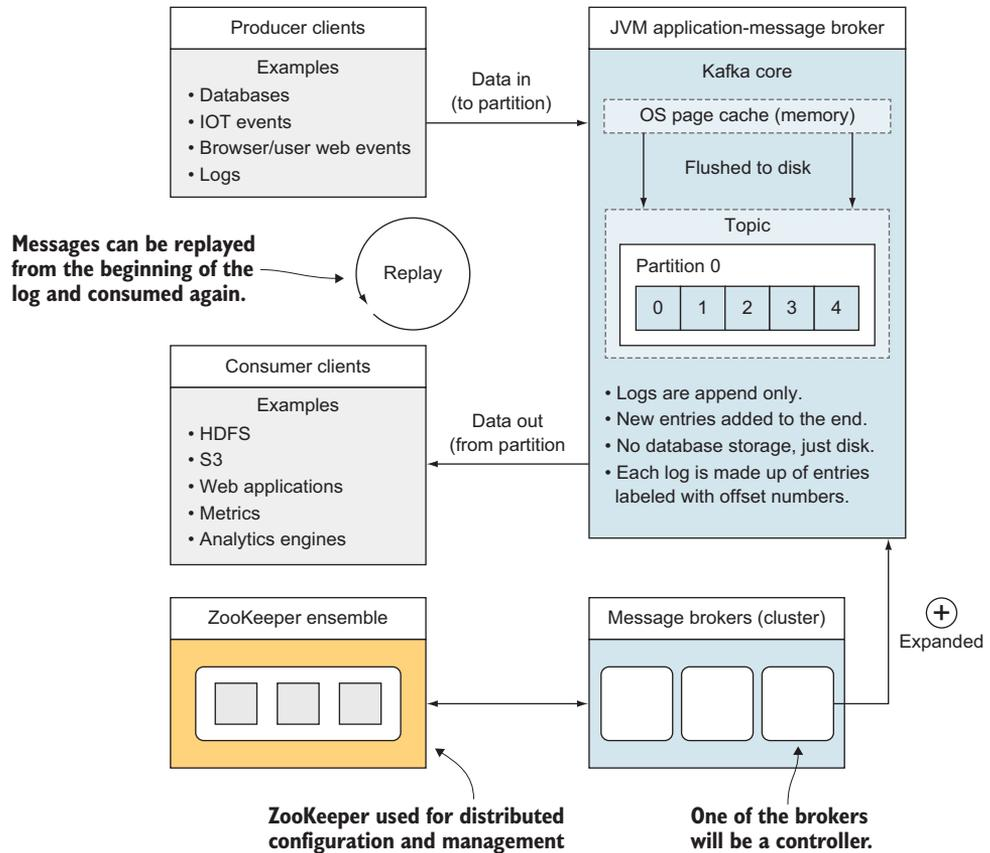 Producer clients
Examples
• Databases
• IOT events
• Browser/user web events
• Logs
Data in
(to partition)
JVM application-message broker
Kafka core
OS page cache (memory)
Flushed to disk
Topic
Partition 0
0 1 2 3 4
• Logs are append only.
• New entries added to the end.
• No database storage, just disk.
• Each log is made up of entries
labeled with offset numbers.
Messages can be replayed
from the beginning of the
log and consumed again.
Replay
Consumer clients
Examples
• HDFS
• S3
• Web applications
• Metrics
• Analytics engines
Data out
(from partition
ZooKeeper ensemble
Message brokers (cluster)
+
Expanded
ZooKeeper used for distributed
configuration and management
One of the brokers
will be a controller.